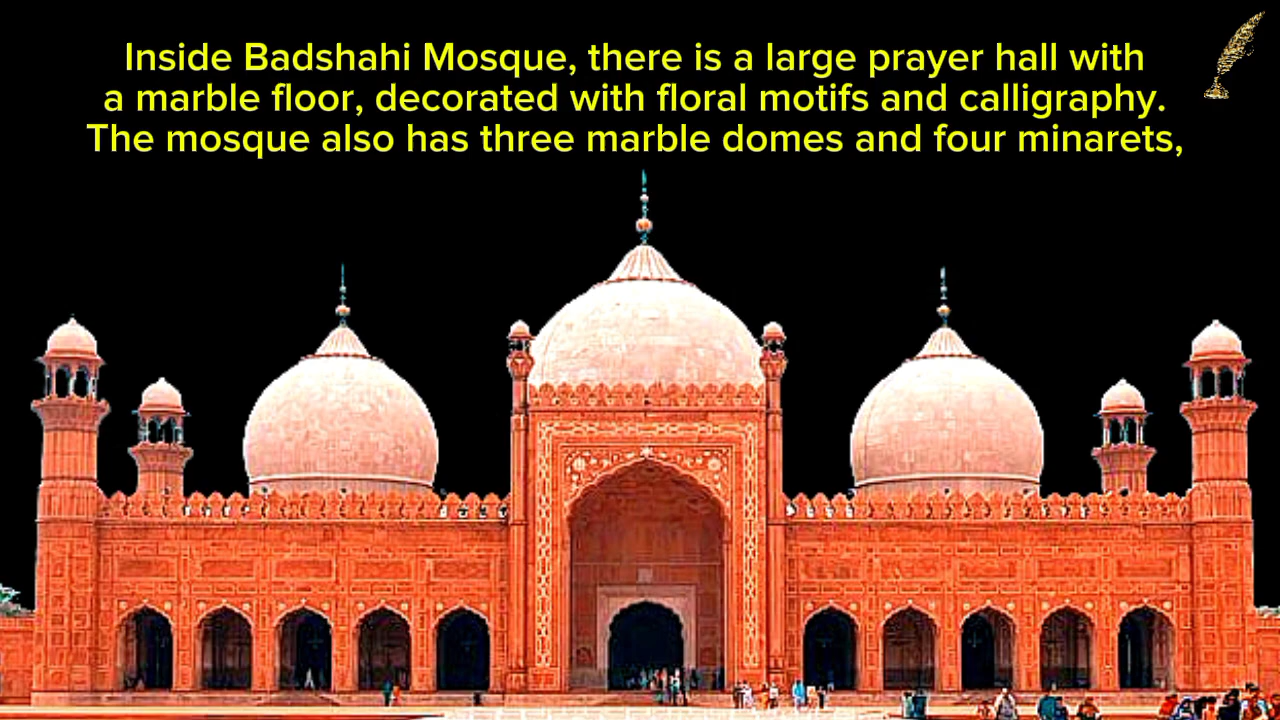 Inside Badshahi Mosque, there is a large prayer hall with
a marble floor, decorated with floral motifs and calligraphy.
The mosque also has three marble domes and four minarets,